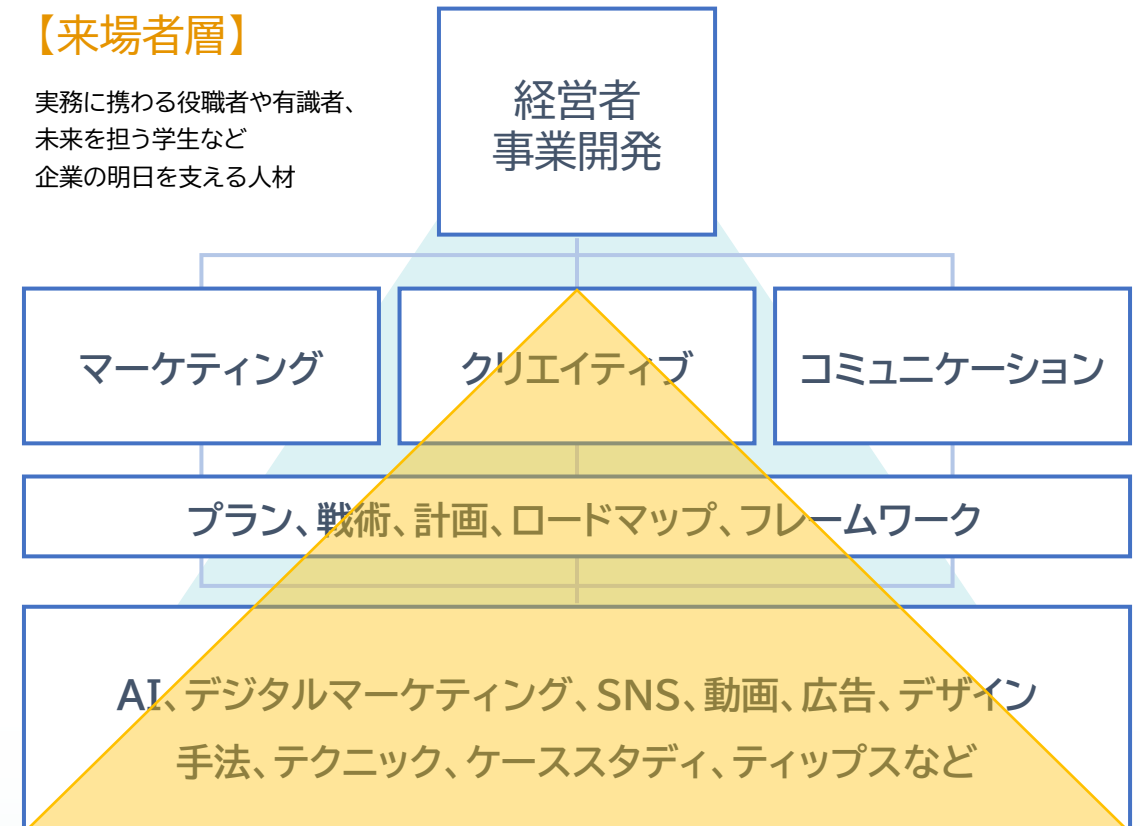 【来場者層】
実務に携わる役職者や有識者、
未来を担う学生など
企業の明日を支える人材
経営者
事業開発
マーケティング
クリエイティブ
コミュニケーション
プラン、戦術、計画、ロードマップ、フレームワーク
AI、デジタルマーケティング、SNS、動画、広告、デザイン
手法、テクニック、ケーススタディ、ティップスなど